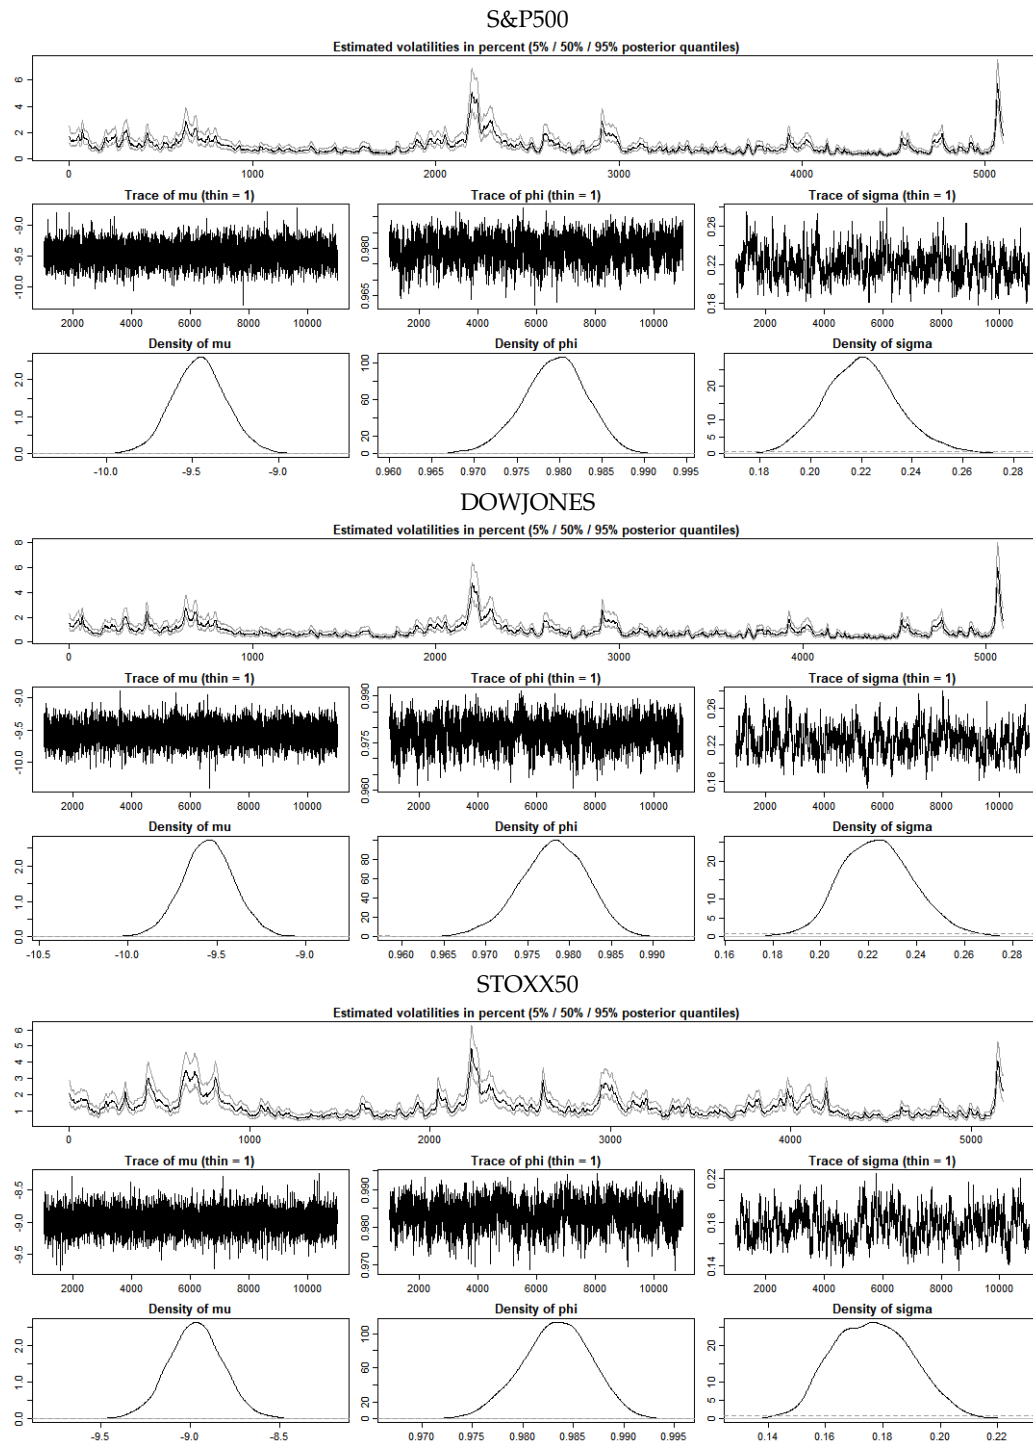 S&P500
Estimated volatilities in percent (5% / 50% / 95% posterior quantiles)
6
4
2
0
0 1000 2000 3000 4000 5000
Trace of mu (thin = 1) Trace of phi (thin = 1) Trace of sigma (thin = 1)
-9.0 -9.5 -10.0
0.980 0.965
0.26 0.22 0.18
2000 4000 6000 8000 10000 2000 4000 6000 8000 10000 2000 4000 6000 8000 10000
Density of mu Density of phi Density of sigma
2.0 1.0 0.0
100 60 20 0
20 10 5 0
-10.0 -9.5 -9.0 0.960 0.965 0.970 0.975 0.980 0.985 0.990 0.995 0.18 0.20 0.22 0.24 0.26 0.28
DOWJONES
Estimated volatilities in percent (5% / 50% / 95% posterior quantiles)
8
6
4
2
0
0 1000 2000 3000 4000 5000
Trace of mu (thin = 1) Trace of phi (thin = 1) Trace of sigma (thin = 1)
-9.0 -9.5 -10.0
0.990 0.975 0.960
0.26 0.22 0.18
2000 4000 6000 8000 10000 2000 4000 6000 8000 10000 2000 4000 6000 8000 10000
Density of mu Density of phi Density of sigma
2.0 1.0 0.0
80 60 40 20 0
20 10 5 0
-10.5 -10.0 -9.5 -9.0 0.960 0.965 0.970 0.975 0.980 0.985 0.990 0.16 0.18 0.20 0.22 0.24 0.26 0.28
STOXX50
Estimated volatilities in percent (5% / 50% / 95% posterior quantiles)
6
5
4
3
2
1
0 1000 2000 3000 4000 5000
Trace of mu (thin = 1) Trace of phi (thin = 1) Trace of sigma (thin = 1)
-8.5 -9.0 -9.5
0.990 0.980 0.970
0.22 0.18 0.14
2000 4000 6000 8000 10000 2000 4000 6000 8000 10000 2000 4000 6000 8000 10000
Density of mu Density of phi Density of sigma
2.0 1.0 0.0
100 60 20 0
20 10 5 0
-9.5 -9.0 -8.5 0.970 0.975 0.980 0.985 0.990 0.995 0.14 0.16 0.18 0.20 0.22